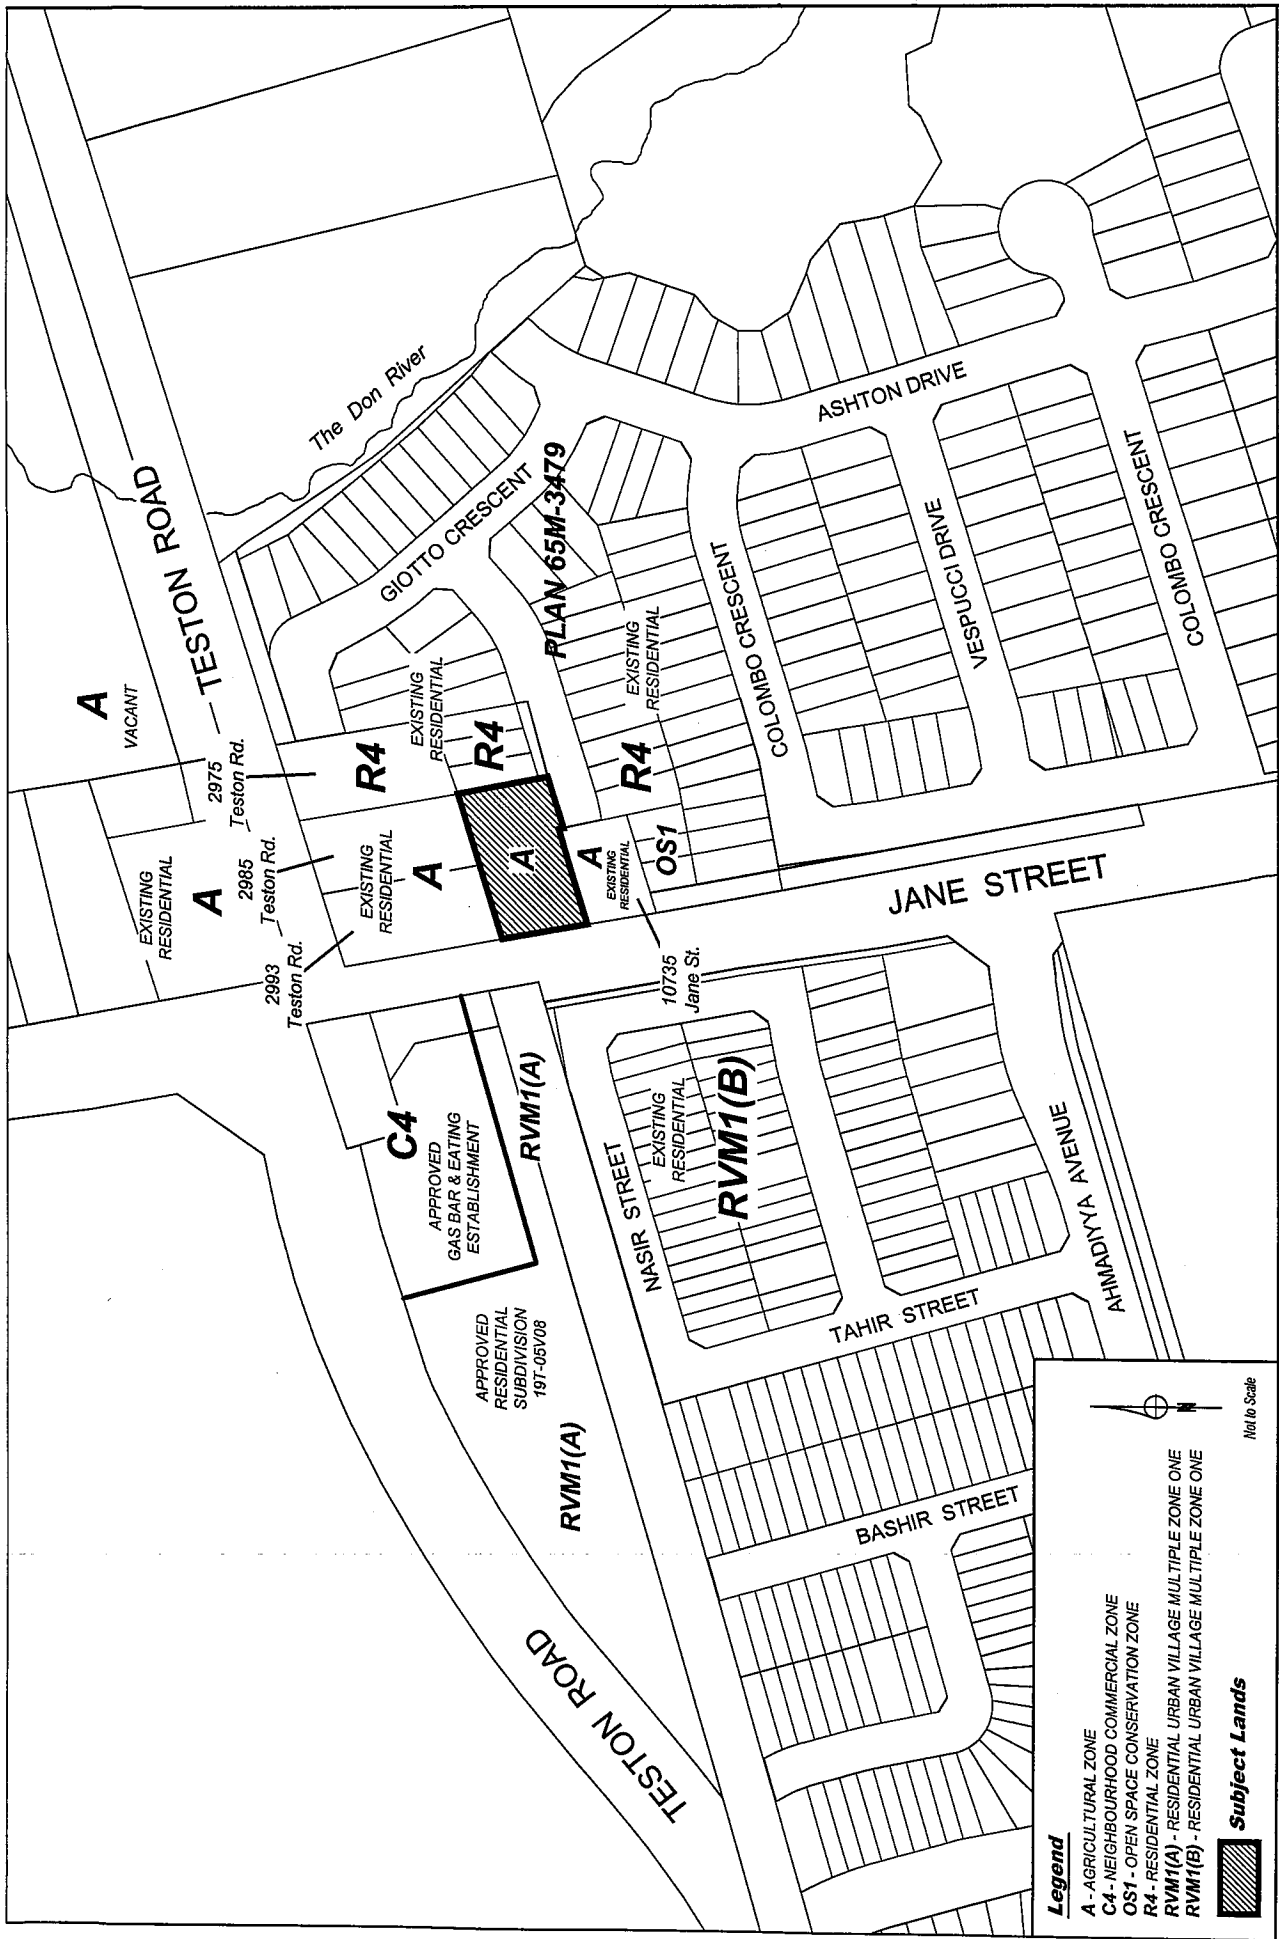 TESTON ROAD
The Don River
A
VACANT
2975
Teston Rd.
2985
Teston Rd.
2993
Teston Rd.
EXISTING
RESIDENTIAL
A
EXISTING
RESIDENTIAL
A
R4
EXISTING
RESIDENTIAL
R4
A
A
EXISTING
RESIDENTIAL
OS1
R4
EXISTING
RESIDENTIAL
PLAN 65M-3479
GIOTTO CRESCENT
ASHTON DRIVE
COLOMBO CRESCENT
VESPUCCI DRIVE
COLOMBO CRESCENT
10735
Jane St.
JANE STREET
C4
APPROVED
GAS BAR & EATING
ESTABLISHMENT
RVM1(A)
APPROVED
RESIDENTIAL
SUBDIVISION
19T-05V08
RVM1(A)
TESTON ROAD
NASIR STREET
EXISTING
RESIDENTIAL
RVM1(B)
TAHIR STREET
AHMADIYYA AVENUE
BASHIR STREET
Legend
A - AGRICULTURAL ZONE
C4 - NEIGHBOURHOOD COMMERCIAL ZONE
OS1 - OPEN SPACE CONSERVATION ZONE
R4 - RESIDENTIAL ZONE
RVM1(A) - RESIDENTIAL URBAN VILLAGE MULTIPLE ZONE ONE
RVM1(B) - RESIDENTIAL URBAN VILLAGE MULTIPLE ZONE ONE
Subject Lands
N
Not to Scale